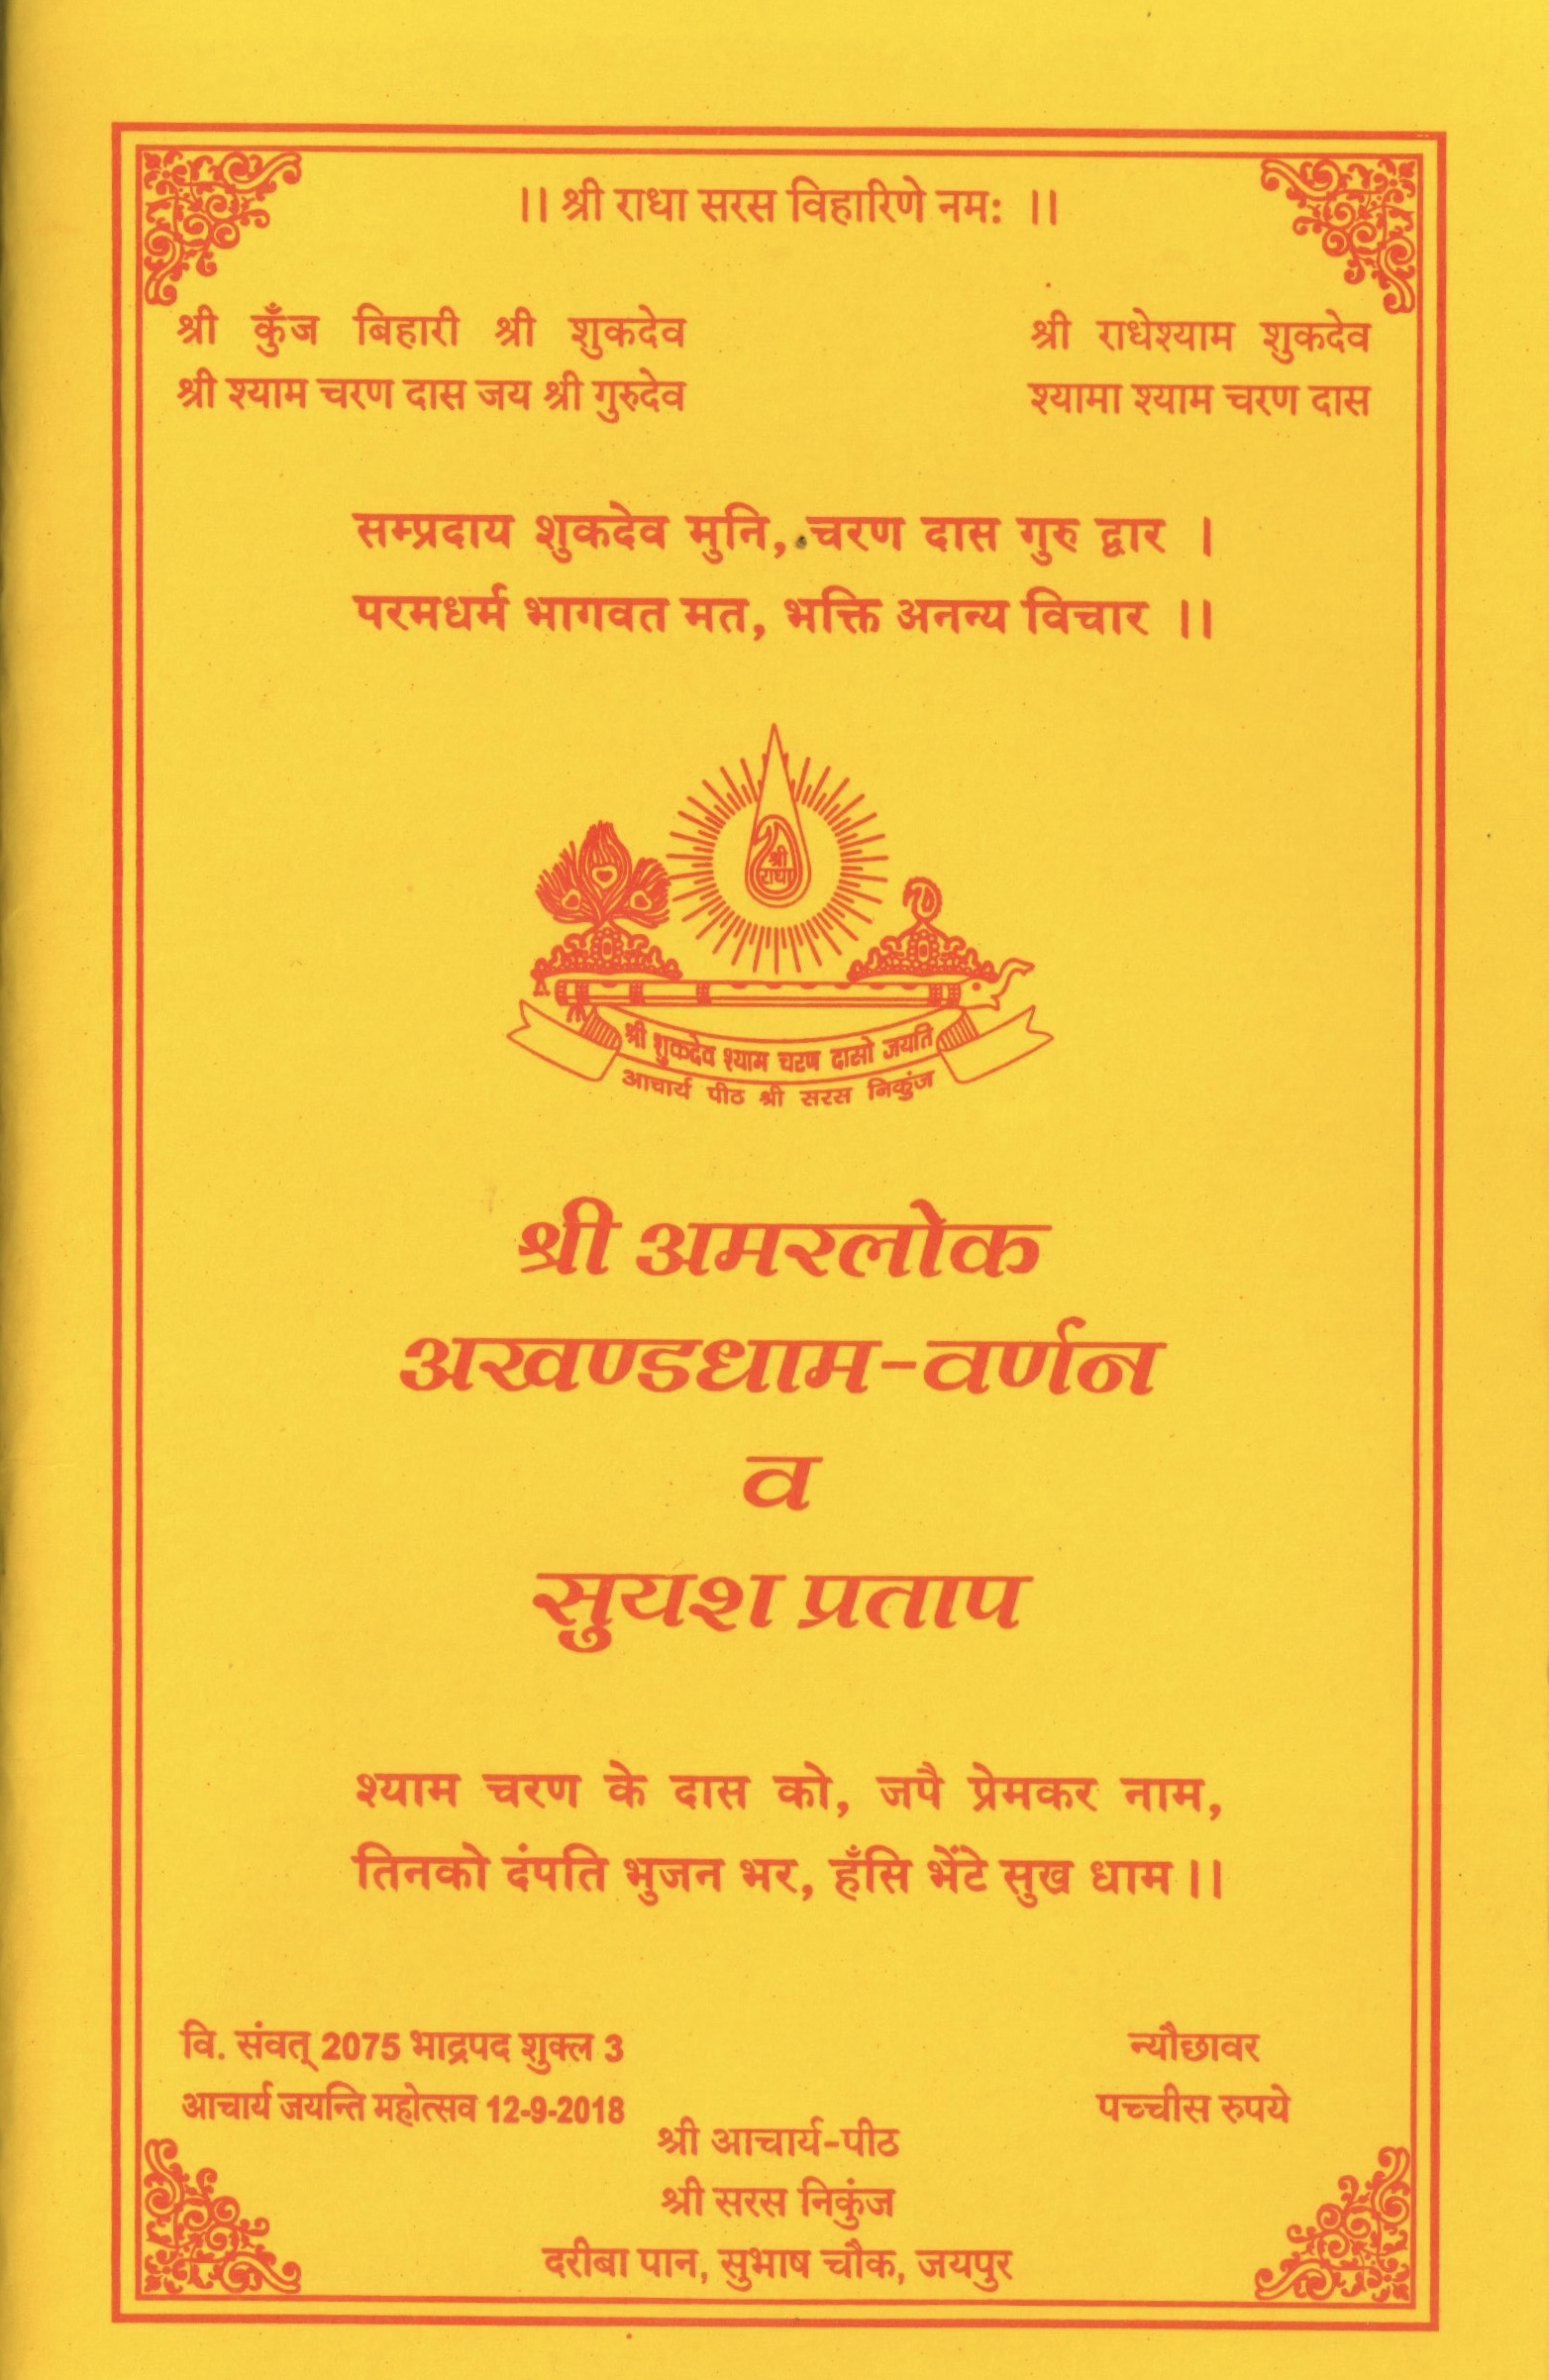 ।। श्री राधा सरस विहारिणे नमः ।।
श्री कुँज बिहारी श्री शुकदेव
श्री श्याम चरण दास जय श्री गुरुदेव
श्री राधेश्याम शुकदेव
श्यामा श्याम चरण दास
सम्प्रदाय शुकदेव मुनि, चरण दास गुरु द्वार ।
परमधर्म भागवत मत, भक्ति अनन्य विचार ।।
श्री
राधा
श्री शुकदेव श्याम चरण दासो जयति
आचार्य पीठ श्री सरस निकुंज
श्री अमरलोक
अखण्डधाम-वर्णन
व
सुयश प्रताप
श्याम चरण के दास को, जपै प्रेमकर नाम,
तिनको दंपति भुजन भर, हँसि भेंटे सुख धाम ।।
वि. संवत् 2075 भाद्रपद शुक्ल 3
आचार्य जयन्ति महोत्सव 12-9-2018
न्यौछावर
पच्चीस रुपये
श्री आचार्य-पीठ
श्री सरस निकुंज
दरीबा पान, सुभाष चौक, जयपुर